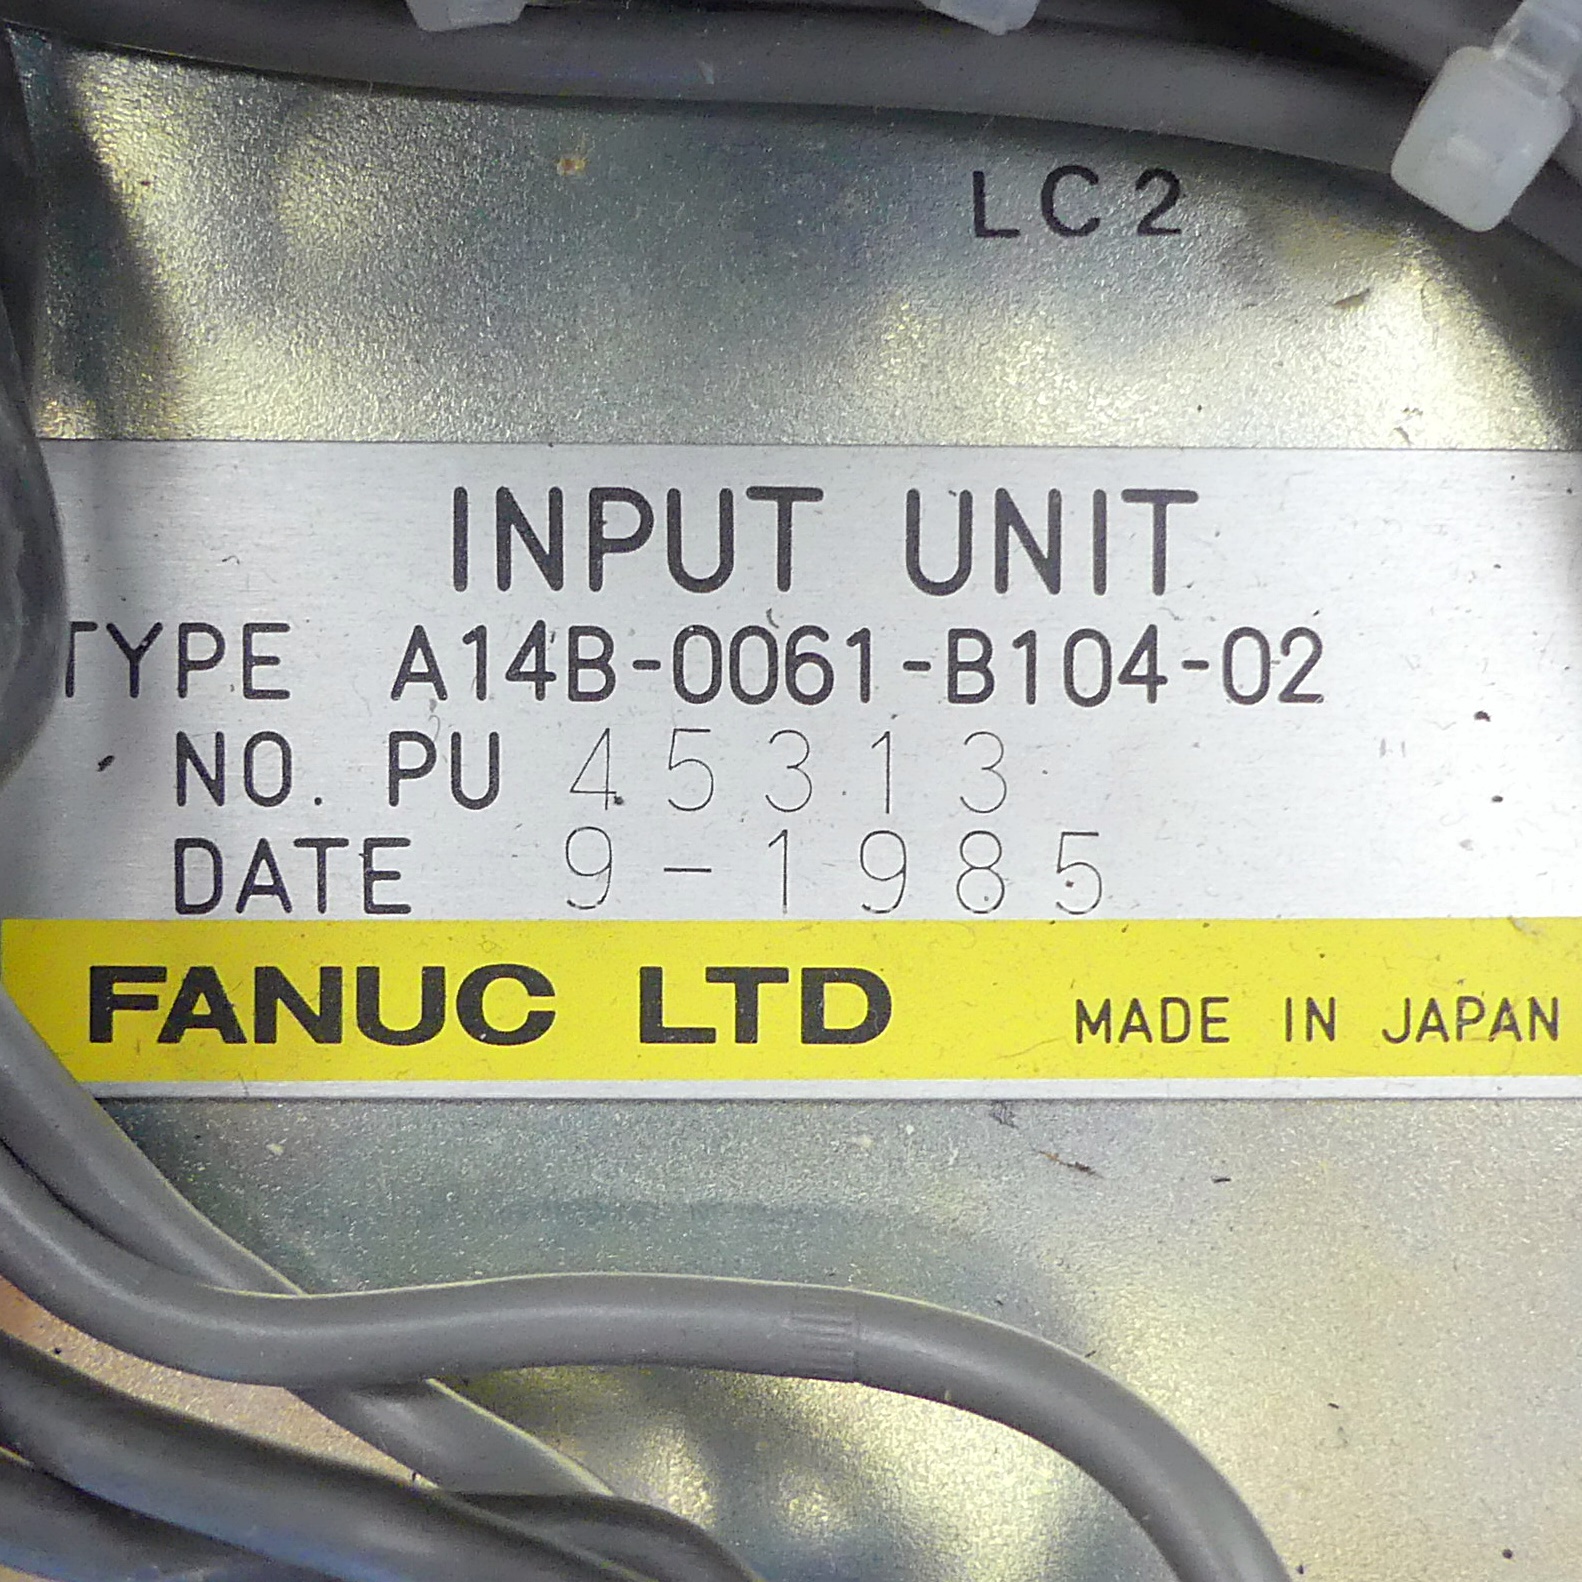 LC2
INPUT UNIT
TYPE A14B-0061-B104-02
NO. PU 45313
DATE 9-1985
FANUC LTD MADE IN JAPAN